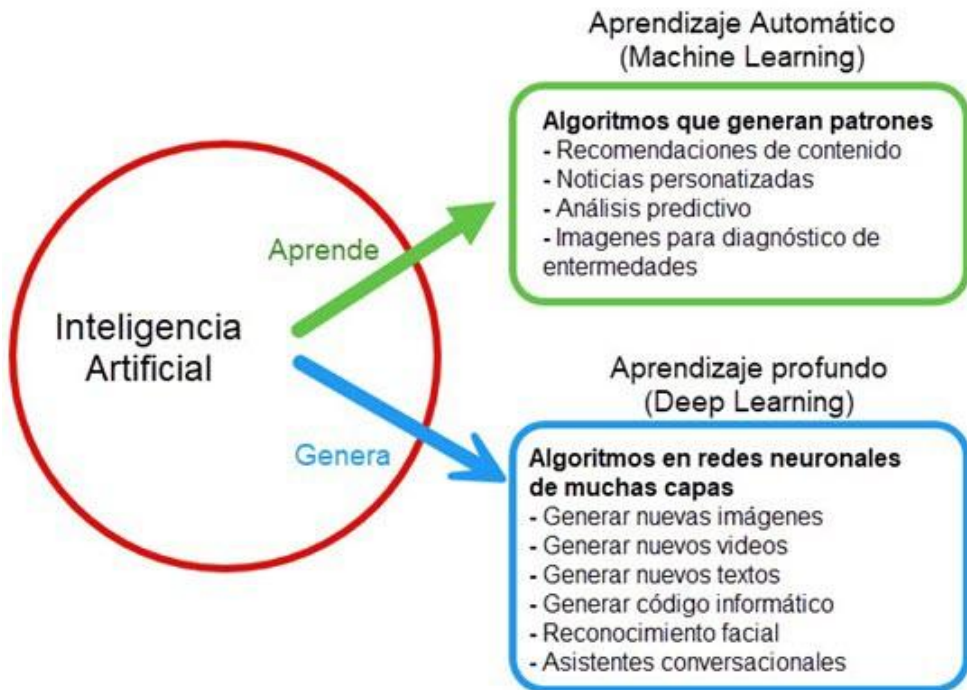 Inteligencia
Artificial
Aprende
Genera
Aprendizaje Automático
(Machine Learning)
Algoritmos que generan patrones
- Recomendaciones de contenido
- Noticias personatizadas
- Análisis predictivo
- Imagenes para diagnóstico de
entermedades
Aprendizaje profundo
(Deep Learning)
Algoritmos en redes neuronales
de muchas capas
- Generar nuevas imágenes
- Generar nuevos videos
- Generar nuevos textos
- Generar código informático
- Reconocimiento facial
- Asistentes conversacionales